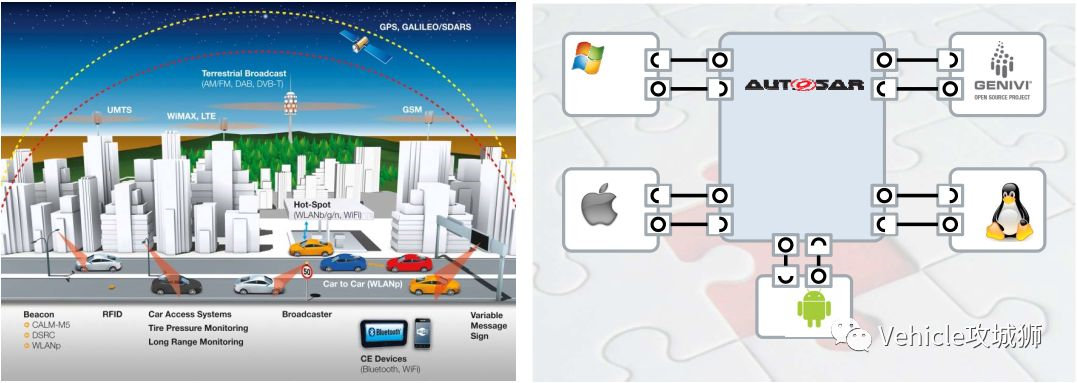 GPS, GALILEO/SDARS
Terrestrial Broadcast
(AM/FM, DAB, DVB-T)
UMTS
WiMAX, LTE
GSM
Hot-Spot
(WLANb/g/n, WiFi)
50
Car to Car (WLANp)
Beacon
CALM-M5
DSRC
WLANp
RFID
Car Access Systems
Tire Pressure Monitoring
Long Range Monitoring
Broadcaster
Bluetooth
CE Devices
(Bluetooth, WiFi)
Variable
Message
Sign
AUTOSAR
GENIVI
OPEN SOURCE PROJECT
Vehicle攻城狮